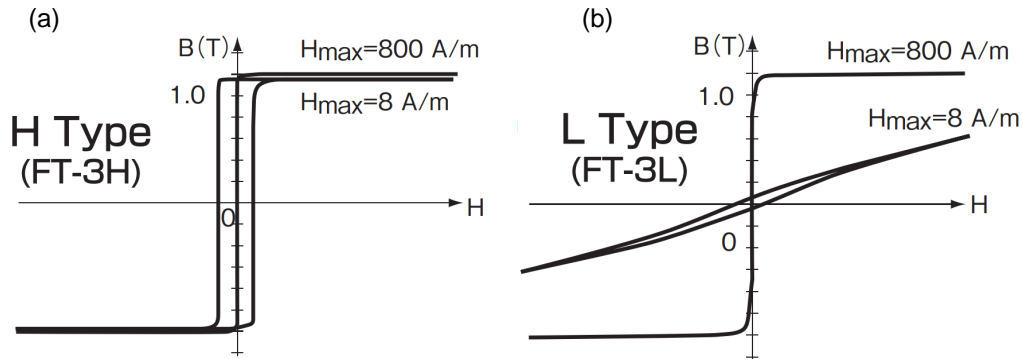 (a)
B(T)
Hmax=800 A/m
1.0
Hmax=8 A/m
H Type
(FT-3H)
0
H
(b)
B(T)
Hmax=800 A/m
1.0
Hmax=8 A/m
L Type
(FT-3L)
0
H